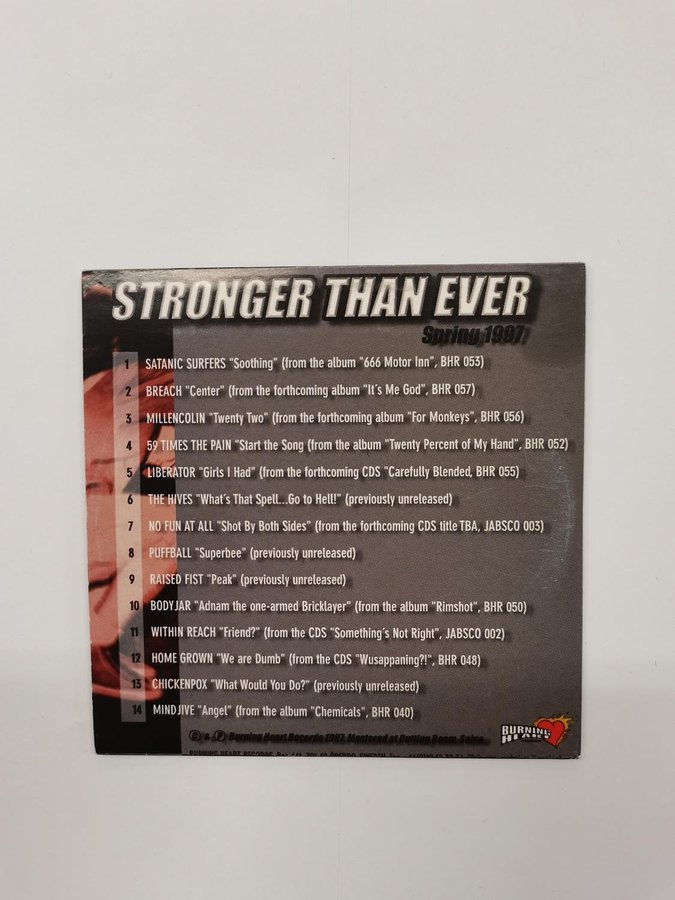 STRONGER THAN EVER
Spring 1997
1 SATANIC SURFERS "Soothing" (from the album "666 Motor Inn", BHR 053)
2 BREACH "Center" (from the forthcoming album "It´s Me God", BHR 057)
3 MILLENCOLIN "Twenty Two" (from the forthcoming album "For Monkeys", BHR 056)
4 59 TIMES THE PAIN "Start the Song (from the album "Twenty Percent of My Hand", BHR 052)
5 LIBERATOR "Girls I Had" (from the forthcoming CDS "Carefully Blended, BHR 055)
6 THE HIVES "What´s That Spell...Go to Hell!" (previously unreleased)
7 NO FUN AT ALL "Shot By Both Sides" (from the forthcoming CDS title TBA, JABSCO 003)
8 PUFFBALL "Superbee" (previously unreleased)
9 RAISED FIST "Peak" (previously unreleased)
10 BODYJAR "Adnam the one-armed Bricklayer" (from the album "Rimshot", BHR 050)
11 WITHIN REACH "Friend?" (from the CDS "Something´s Not Right", JABSCO 002)
12 HOME GROWN "We are Dumb" (from the CDS "Wusappaning?!", BHR 048)
13 CHICKENPOX "What Would You Do?" (previously unreleased)
14 MINDJIVE "Angel" (from the album "Chemicals", BHR 040)
© & ℗ Burning Heart Records 1997. Mastered at Cutting Room, Solna
BURNING HEART
BURNING HEART RECORDS